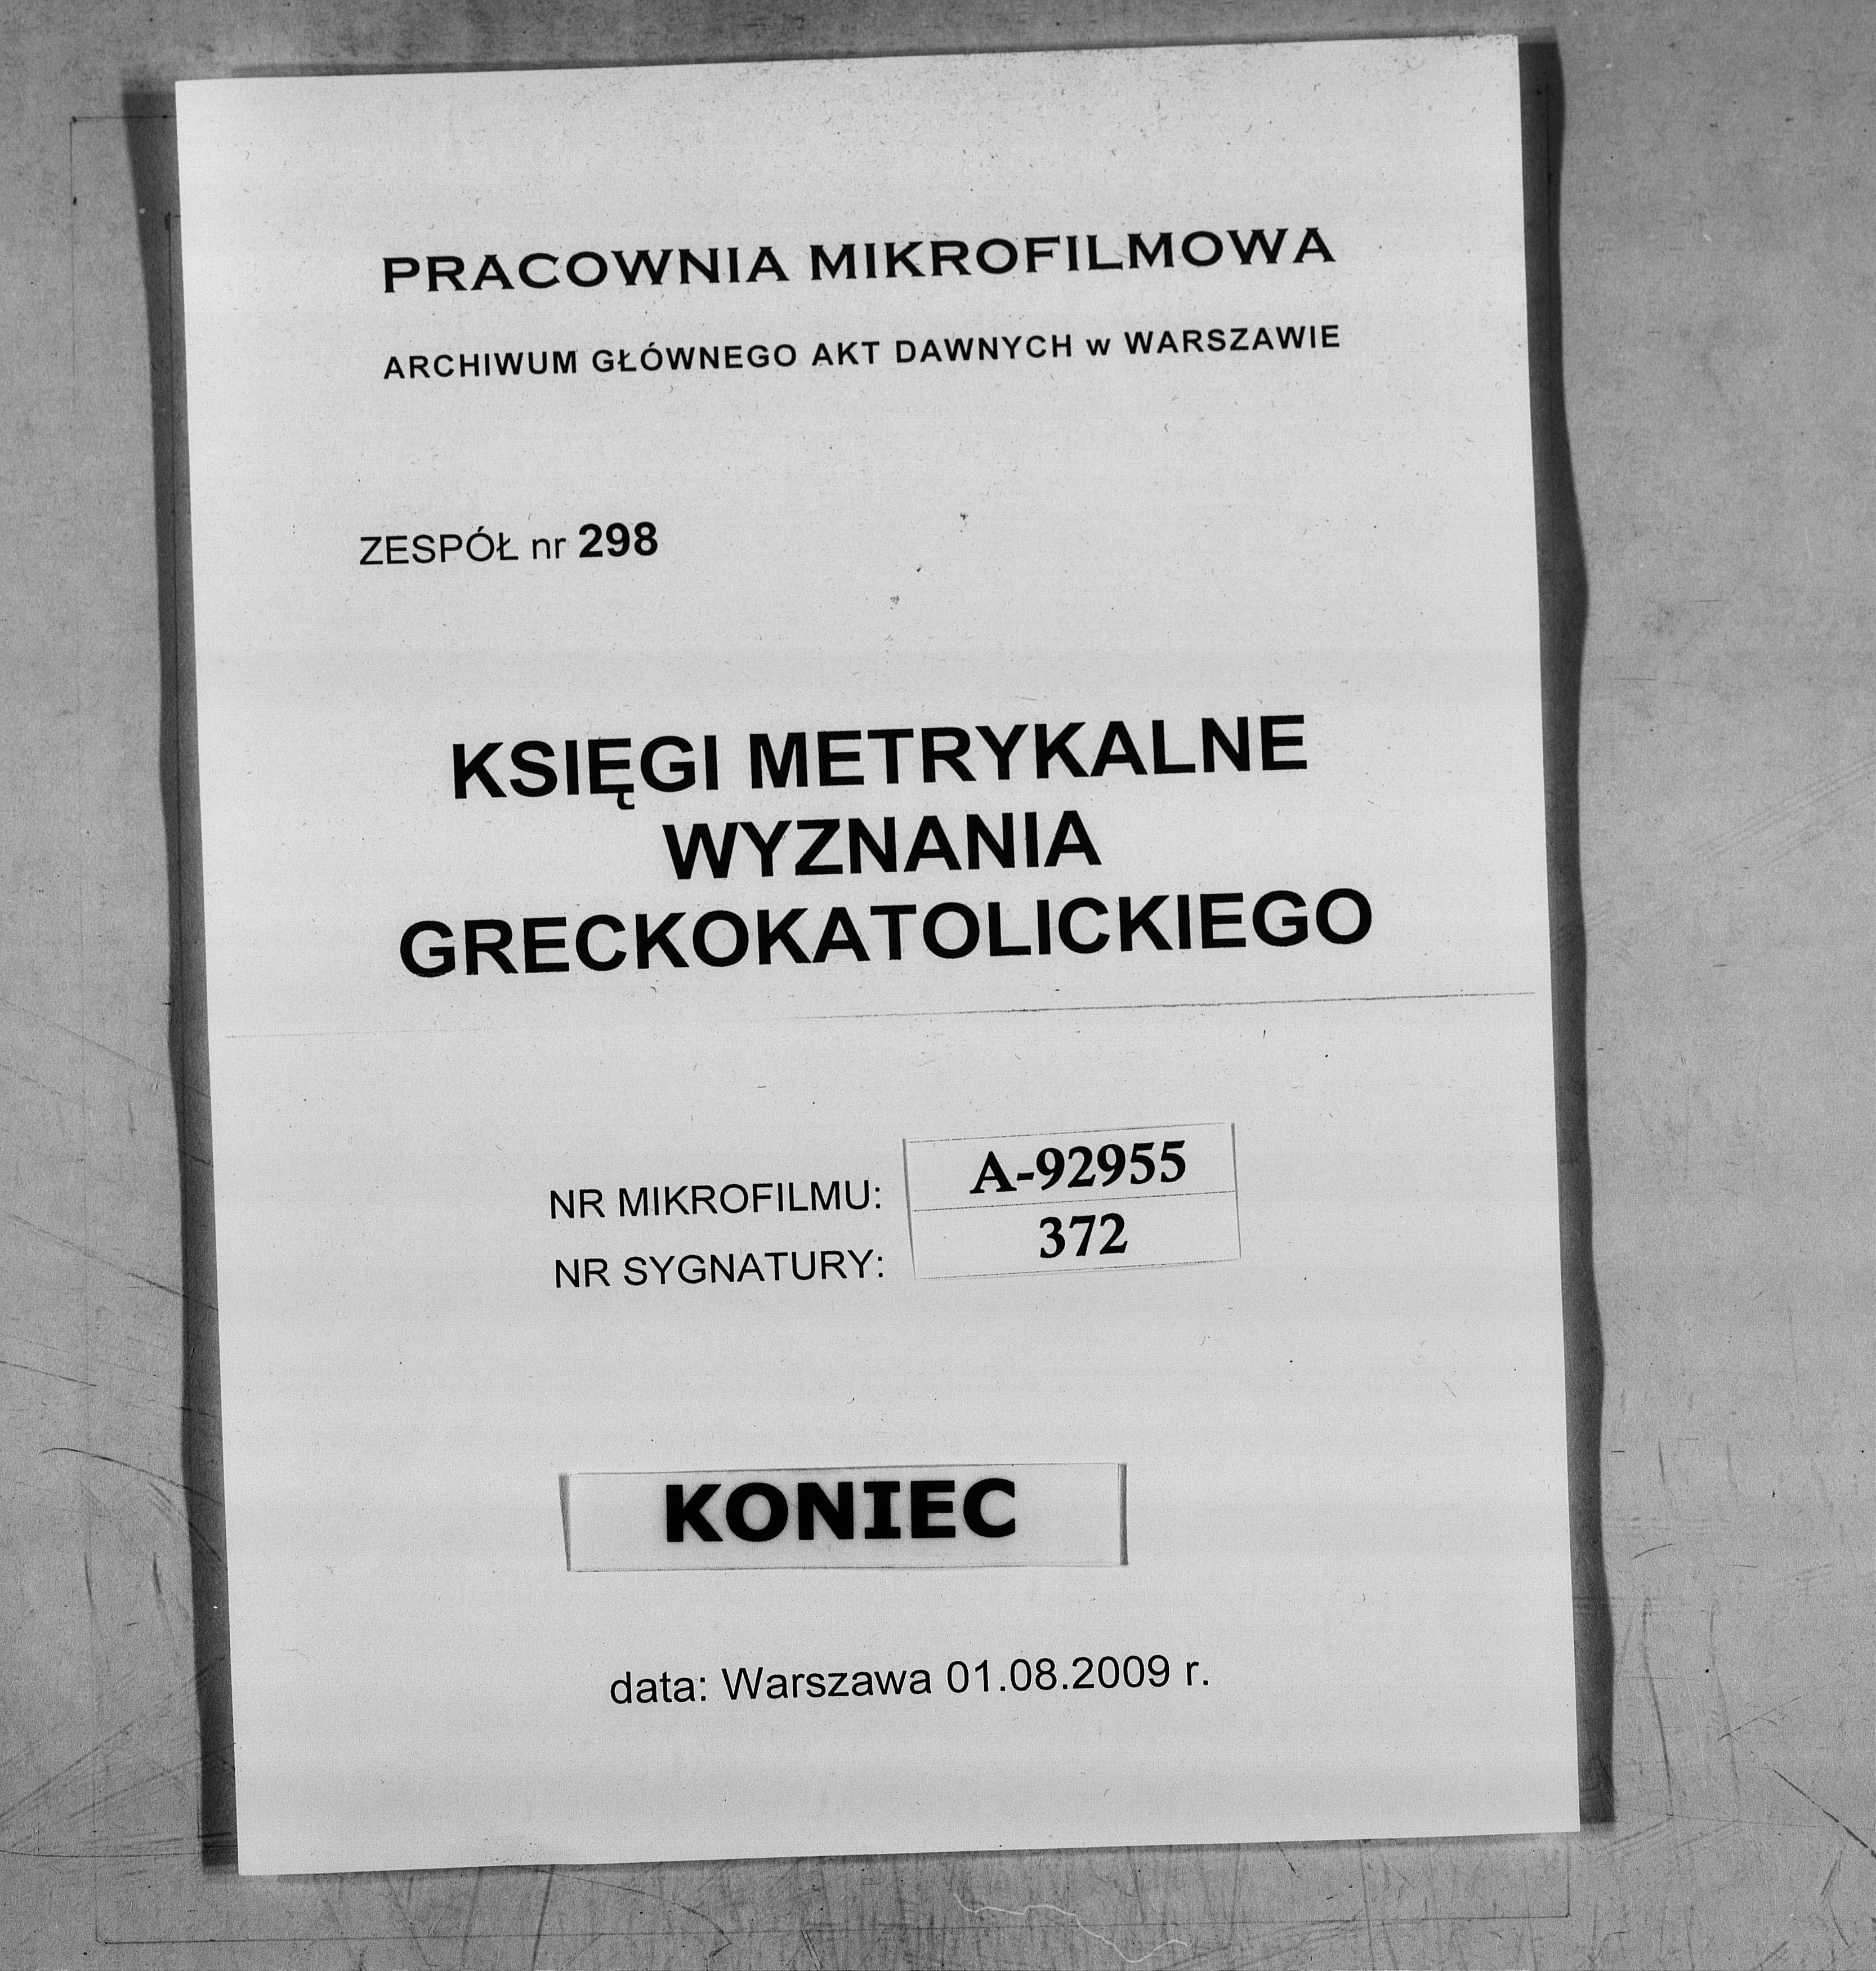 PRACOWNIA MIKROFILMOWA
ARCHIWUM GŁÓWNEGO AKT DAWNYCH w WARSZAWIE
ZESPÓŁ nr 298
KSIĘGI METRYKALNE
WYZNANIA
GRECKOKATOLICKIEGO
NR MIKROFILMU: A-92955
NR SYGNATURY: 372
KONIEC
data: Warszawa 01.08.2009 r.